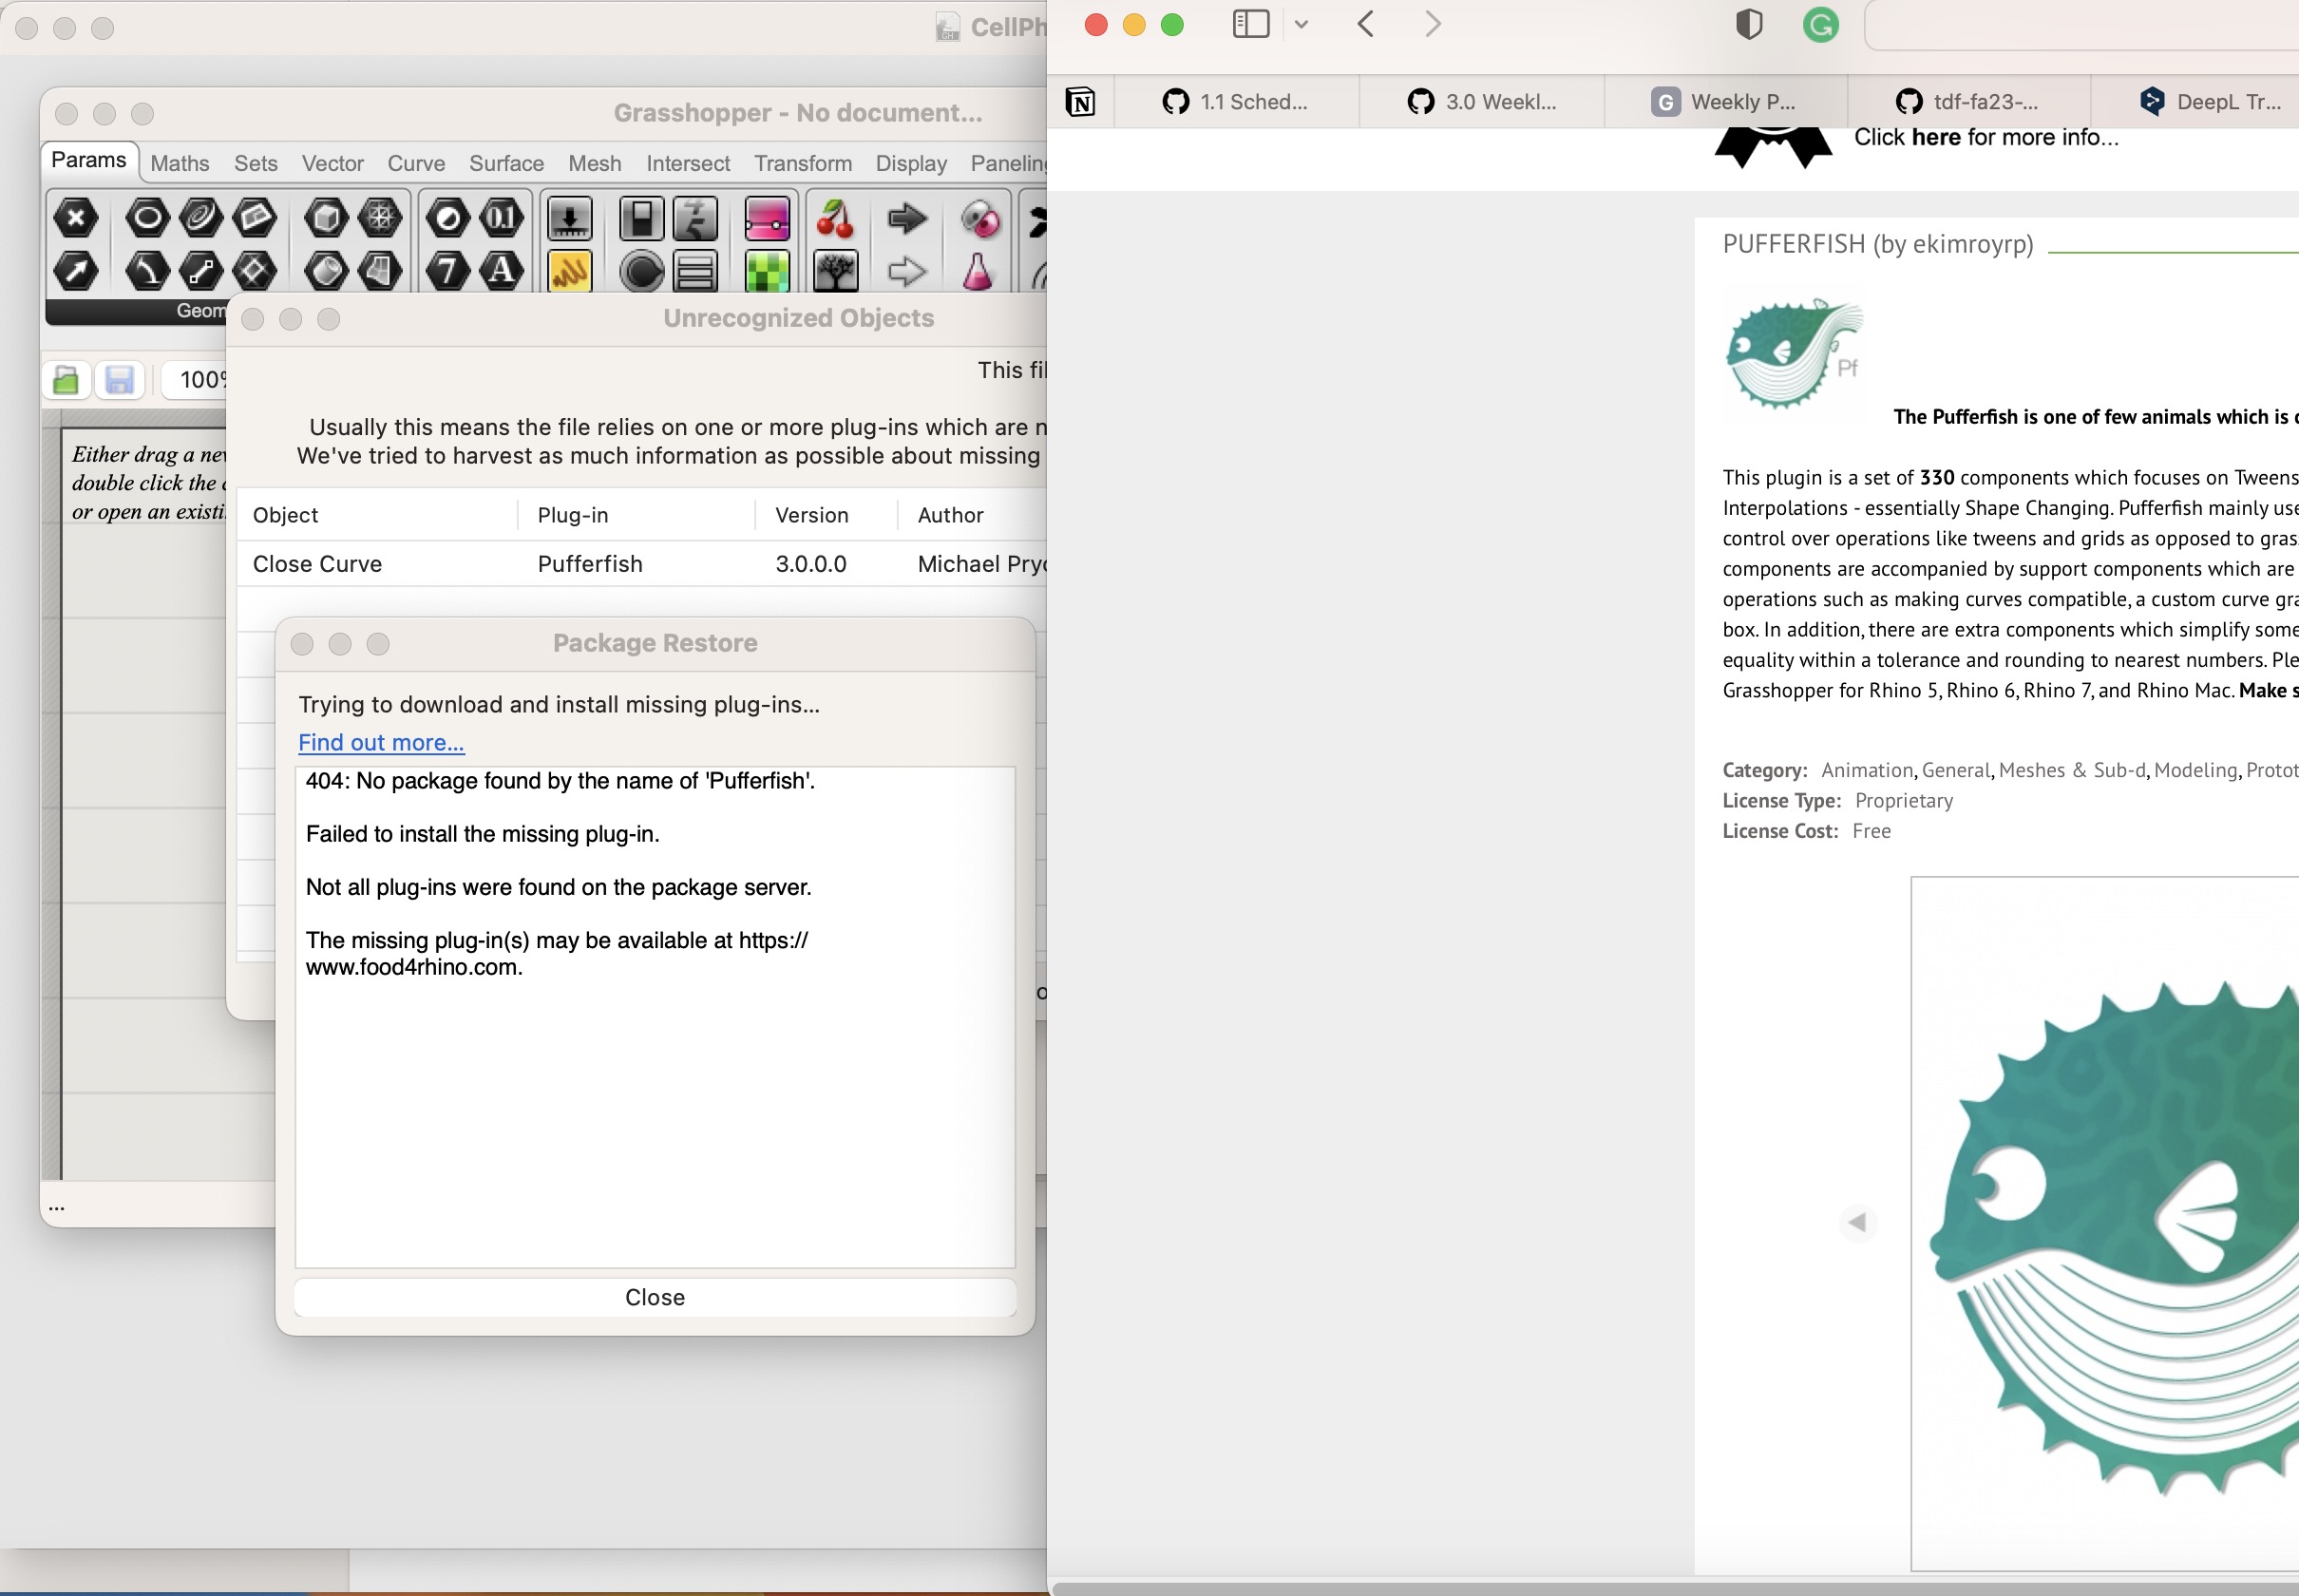 CellPh
Grasshopper - No document...
Params Maths Sets Vector Curve Surface Mesh Intersect Transform Display Paneling
0.1
7 A
Geom
100%
Either drag a new
double click the c
or open an existi
...
Unrecognized Objects
This fil
Usually this means the file relies on one or more plug-ins which are n
We've tried to harvest as much information as possible about missing
Object Plug-in Version Author
Close Curve Pufferfish 3.0.0.0 Michael Pryo
Package Restore
Trying to download and install missing plug-ins...
Find out more...
404: No package found by the name of 'Pufferfish'.
Failed to install the missing plug-in.
Not all plug-ins were found on the package server.
The missing plug-in(s) may be available at https://
www.food4rhino.com.
Close
1.1 Sched... 3.0 Weekl... G Weekly P... tdf-fa23-... DeepL Tr...
Click here for more info...
PUFFERFISH (by ekimroyrp)
Pf
The Pufferfish is one of few animals which is c
This plugin is a set of 330 components which focuses on Tweens
Interpolations - essentially Shape Changing. Pufferfish mainly use
control over operations like tweens and grids as opposed to gras
components are accompanied by support components which are
operations such as making curves compatible, a custom curve gra
box. In addition, there are extra components which simplify some
equality within a tolerance and rounding to nearest numbers. Ple
Grasshopper for Rhino 5, Rhino 6, Rhino 7, and Rhino Mac. Make s
Category: Animation, General, Meshes & Sub-d, Modeling, Protot
License Type: Proprietary
License Cost: Free